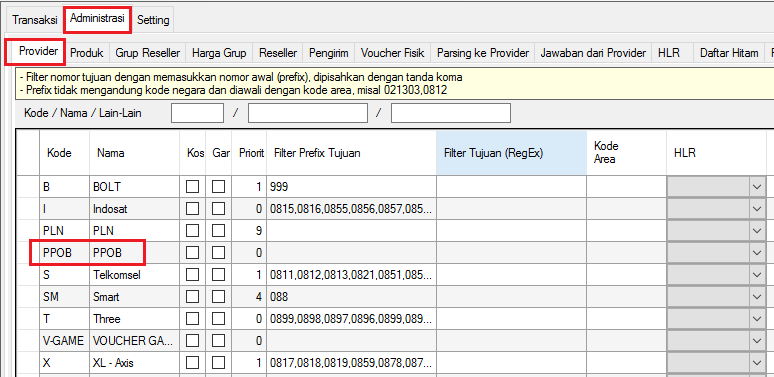 Transaksi Administrasi Setting
Provider Produk Grup Reseller Harga Grup Reseller Pengirim Voucher Fisik Parsing ke Provider Jawaban dari Provider HLR Daftar Hitam
- Filter nomor tujuan dengan memasukkan nomor awal (prefix), dipisahkan dengan tanda koma
- Prefix tidak mengandung kode negara dan diawali dengan kode area, misal 021303,0812
Kode / Nama / Lain-Lain / /
Kode Nama Kos Gar Priorit Filter Prefix Tujuan Filter Tujuan (RegEx) Kode Area HLR
B BOLT 1 999
I Indosat 0 0815,0816,0855,0856,0857,085...
PLN PLN 9
PPOB PPOB 0
S Telkomsel 1 0811,0812,0813,0821,0851,085...
SM Smart 4 088
T Three 0 0899,0898,0897,0896,0899,089...
V-GAME VOUCHER GA... 0
X XL - Axis 1 0817,0818,0819,0859,0878,087...